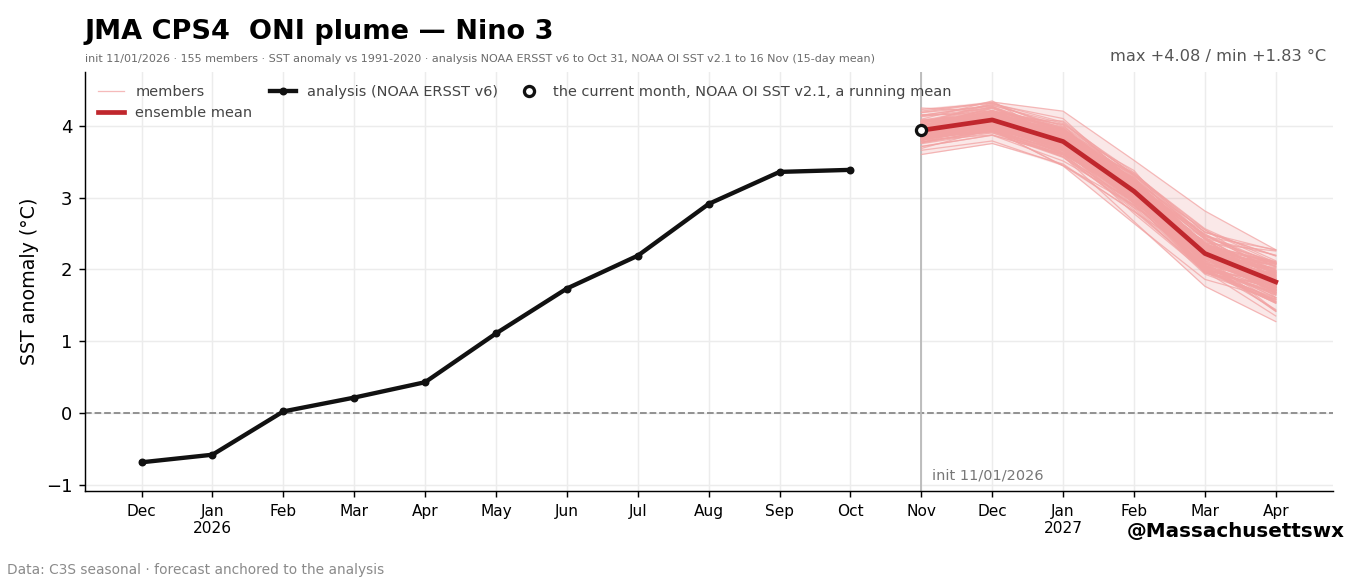 JMA CPS4  ONI plume — Nino 3
init 11/01/2026 · 155 members · SST anomaly vs 1991-2020 · analysis NOAA ERSST v6 to Oct 31, NOAA OI SST v2.1 to 16 Nov (15-day mean)
max +4.08 / min +1.83 °C
members
ensemble mean
analysis (NOAA ERSST v6)
the current month, NOAA OI SST v2.1, a running mean
SST anomaly (°C)
4
3
2
1
0
−1
init 11/01/2026
Dec Jan Feb Mar Apr May Jun Jul Aug Sep Oct Nov Dec Jan Feb Mar Apr
2026 2027
@Massachusettswx
Data: C3S seasonal · forecast anchored to the analysis